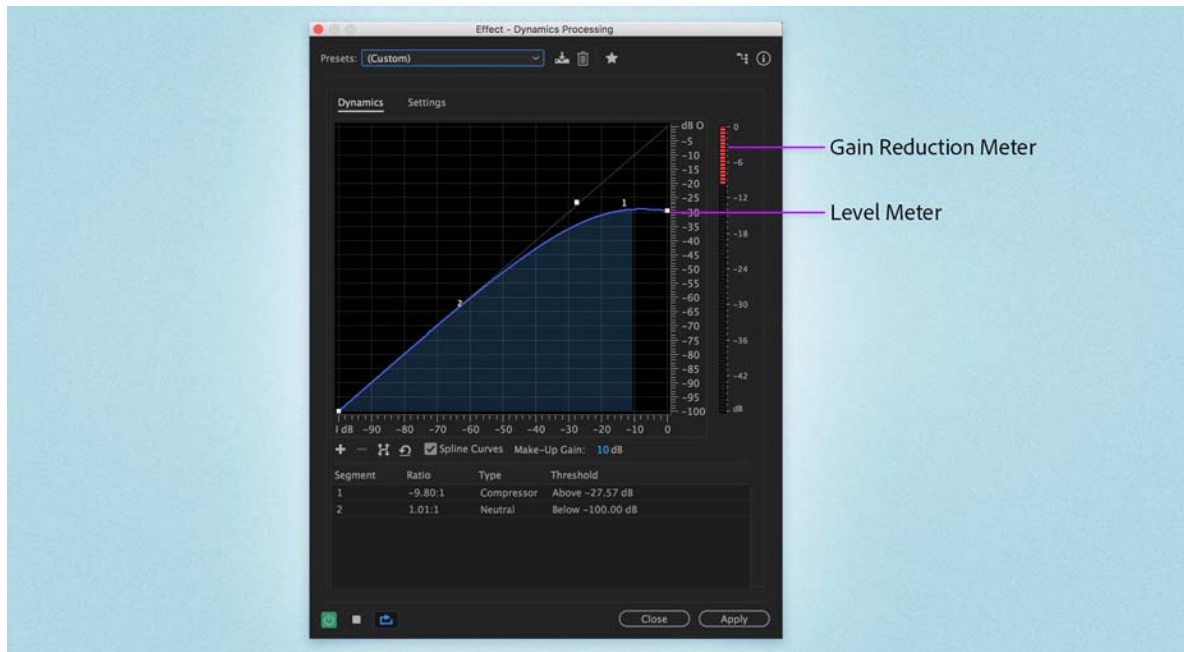 Effect - Dynamics Processing
Presets: (Custom)
Dynamics Settings
dB O
-5
-10
-15
-20
-25
-30
-35
-40
-45
-50
-55
-60
-65
-70
-75
-80
-85
-90
-95
-100
0
-6
-12
-18
-24
-30
-36
-42
dB
Gain Reduction Meter
Level Meter
1
2
I dB -90 -80 -70 -60 -50 -40 -30 -20 -10 0
Spline Curves Make-Up Gain: 10 dB
Segment Ratio Type Threshold
1 -9.80:1 Compressor Above -27.57 dB
2 1.01:1 Neutral Below -100.00 dB
Close Apply